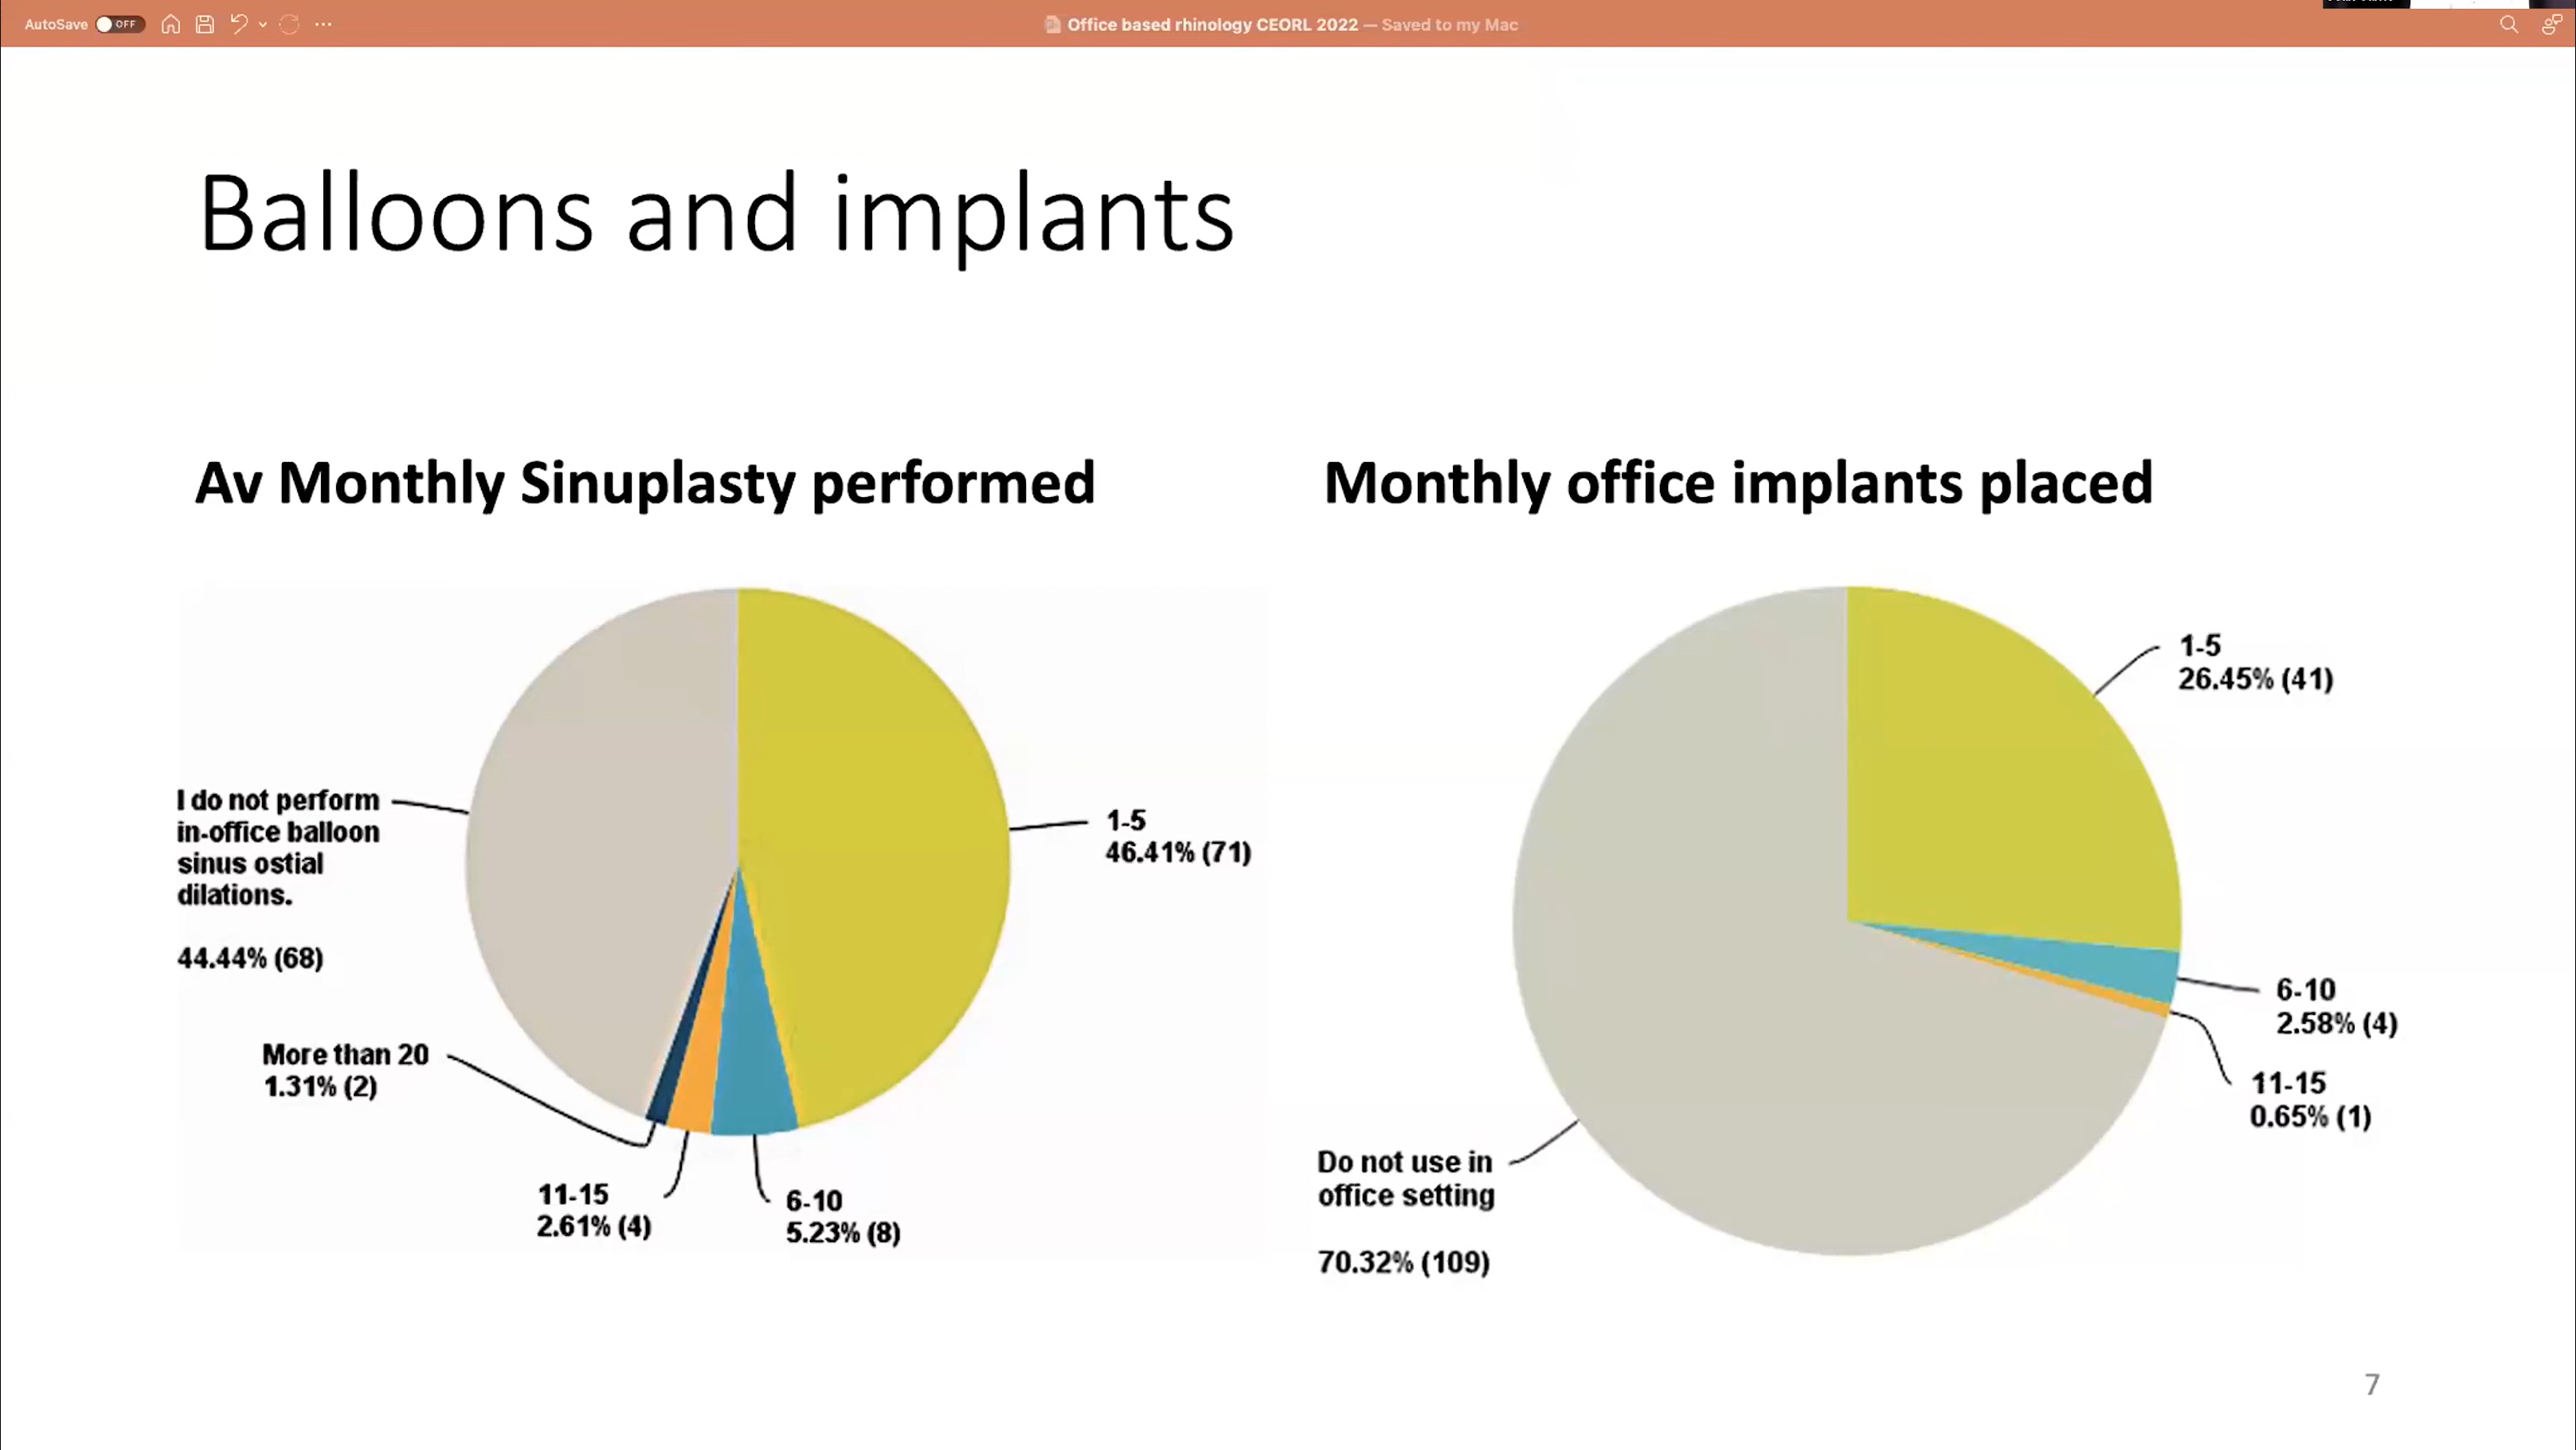 AutoSave OFF
Office based rhinology CEORL 2022 — Saved to my Mac
Balloons and implants
Av Monthly Sinuplasty performed
I do not perform
in-office balloon
sinus ostial
dilations.
44.44% (68)
More than 20
1.31% (2)
11-15
2.61% (4)
6-10
5.23% (8)
1-5
46.41% (71)
Monthly office implants placed
1-5
26.45% (41)
6-10
2.58% (4)
11-15
0.65% (1)
Do not use in
office setting
70.32% (109)
7